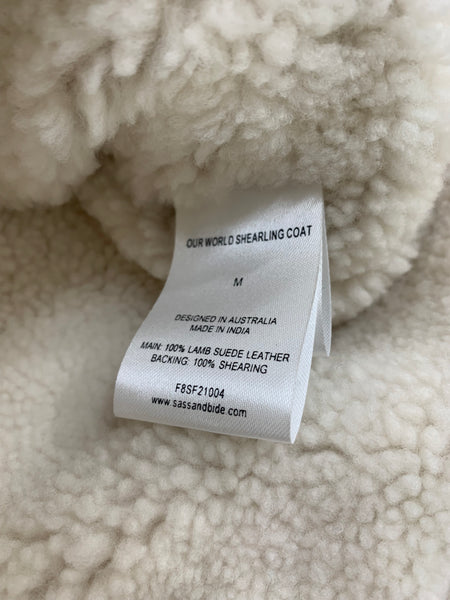 OUR WORLD SHEARLING COAT
M
DESIGNED IN AUSTRALIA
MADE IN INDIA
MAIN: 100% LAMB SUEDE LEATHER
BACKING: 100% SHEARING
F8SF21004
www.sassandbide.com